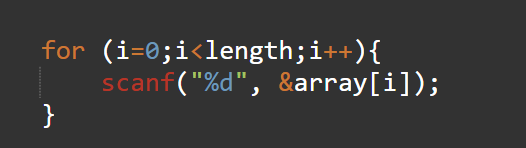 for (i=0;i<length;i++){
    scanf("%d", &array[i]);
}